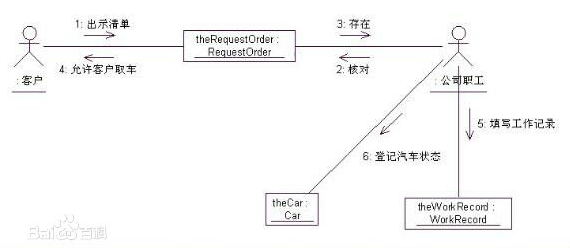 1: 出示清单
theRequestOrder :
RequestOrder
3: 存在
4: 允许客户取车
2: 核对
: 客户
: 公司职工
5: 填写工作记录
6: 登记汽车状态
theCar :
Car
theWorkRecord :
WorkRecord
Bai百科